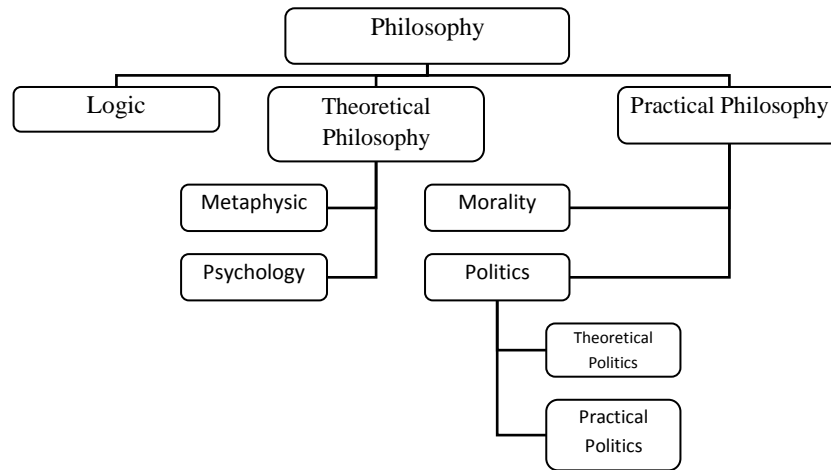 Philosophy
Logic
Theoretical
Philosophy
Practical Philosophy
Metaphysic
Morality
Psychology
Politics
Theoretical
Politics
Practical
Politics